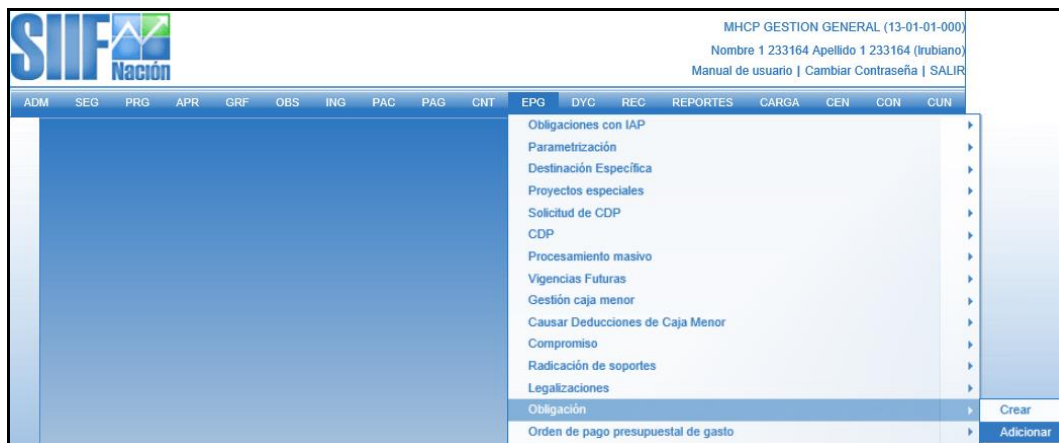 SIIF
Nación
MHCP GESTION GENERAL (13-01-01-000)
Nombre 1 233164 Apellido 1 233164 (lrubiano)
Manual de usuario | Cambiar Contraseña | SALIR
ADM SEG PRG APR GRF OBS ING PAC PAG CNT EPG DYC REC REPORTES CARGA CEN CON CUN
Obligaciones con IAP
Parametrización
Destinación Específica
Proyectos especiales
Solicitud de CDP
CDP
Procesamiento masivo
Vigencias Futuras
Gestión caja menor
Causar Deducciones de Caja Menor
Compromiso
Radicación de soportes
Legalizaciones
Obligación
Crear
Orden de pago presupuestal de gasto
Adicionar